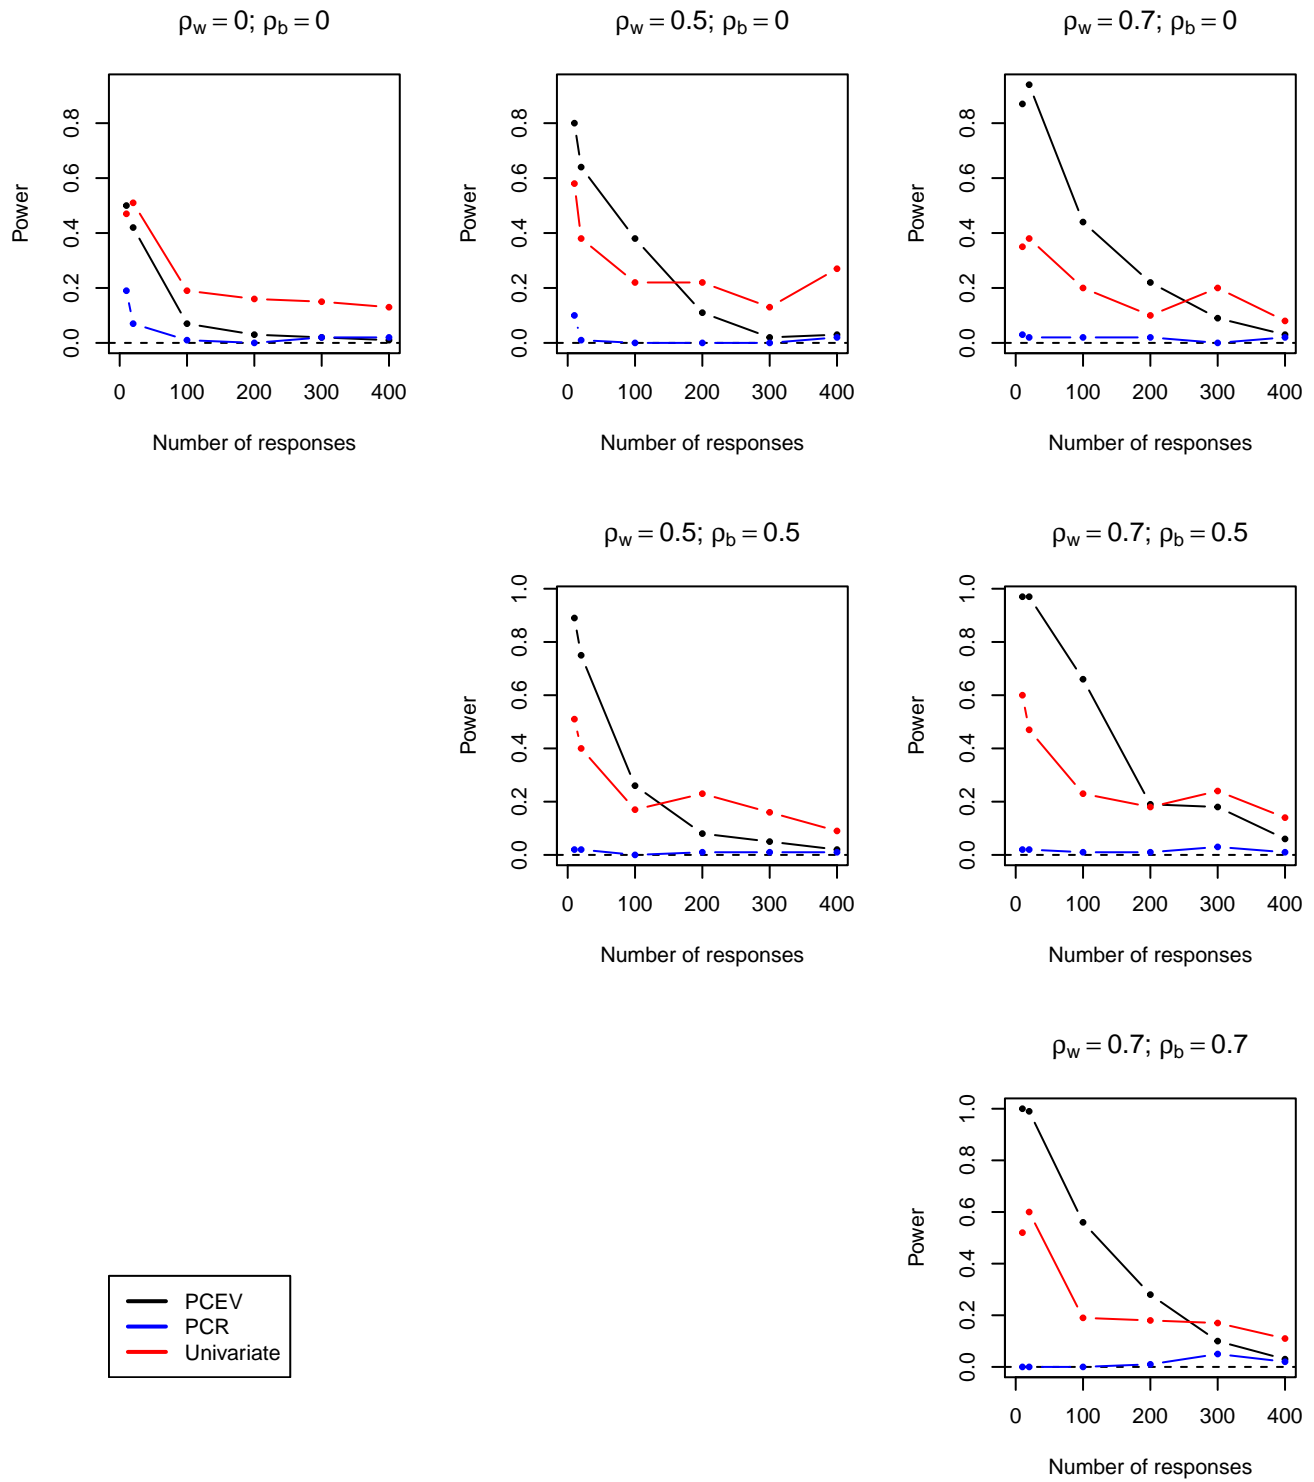 ρw = 0; ρb = 0
Power
0.0 0.2 0.4 0.6 0.8
0 100 200 300 400
Number of responses
ρw = 0.5; ρb = 0
Power
0.0 0.2 0.4 0.6 0.8
0 100 200 300 400
Number of responses
ρw = 0.7; ρb = 0
Power
0.0 0.2 0.4 0.6 0.8
0 100 200 300 400
Number of responses
ρw = 0.5; ρb = 0.5
Power
0.0 0.2 0.4 0.6 0.8 1.0
0 100 200 300 400
Number of responses
ρw = 0.7; ρb = 0.5
Power
0.0 0.2 0.4 0.6 0.8 1.0
0 100 200 300 400
Number of responses
ρw = 0.7; ρb = 0.7
Power
0.0 0.2 0.4 0.6 0.8 1.0
0 100 200 300 400
Number of responses
PCEV
PCR
Univariate